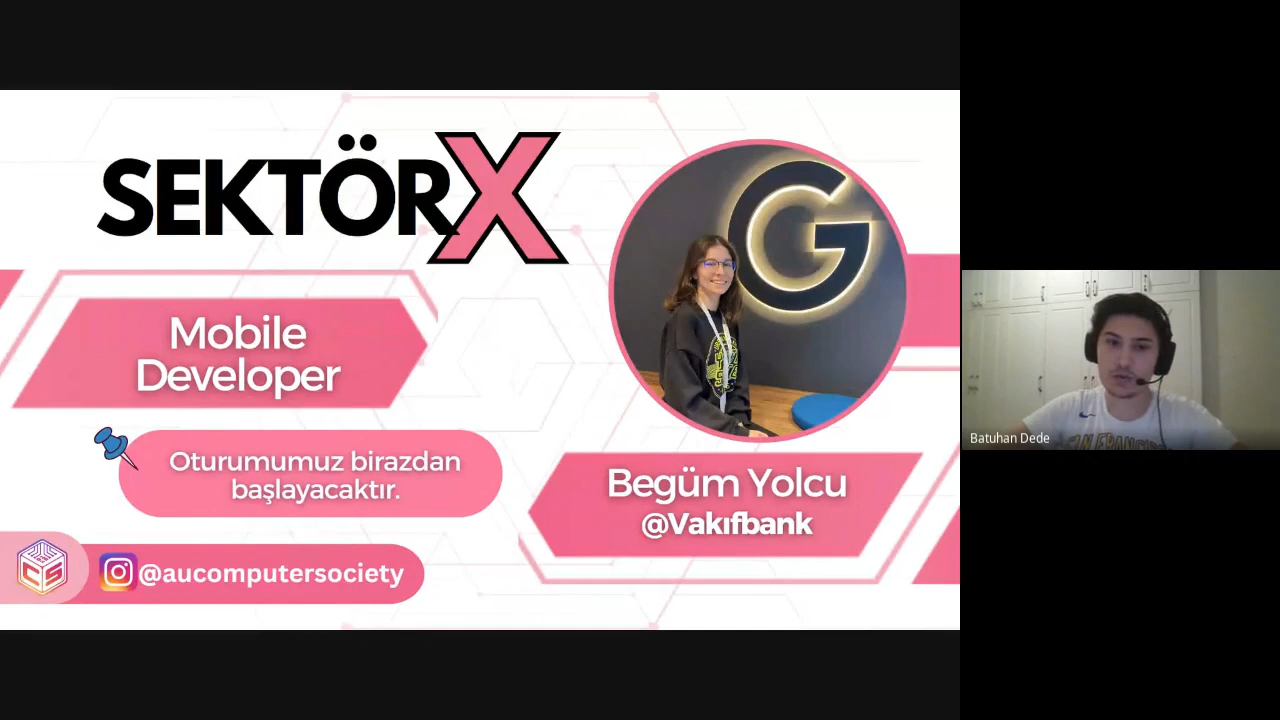 SEKTÖRX
Mobile
Developer
Oturumumuz birazdan
başlayacaktır.
@aucomputersociety
G
Begüm Yolcu
@Vakıfbank
Batuhan Dede